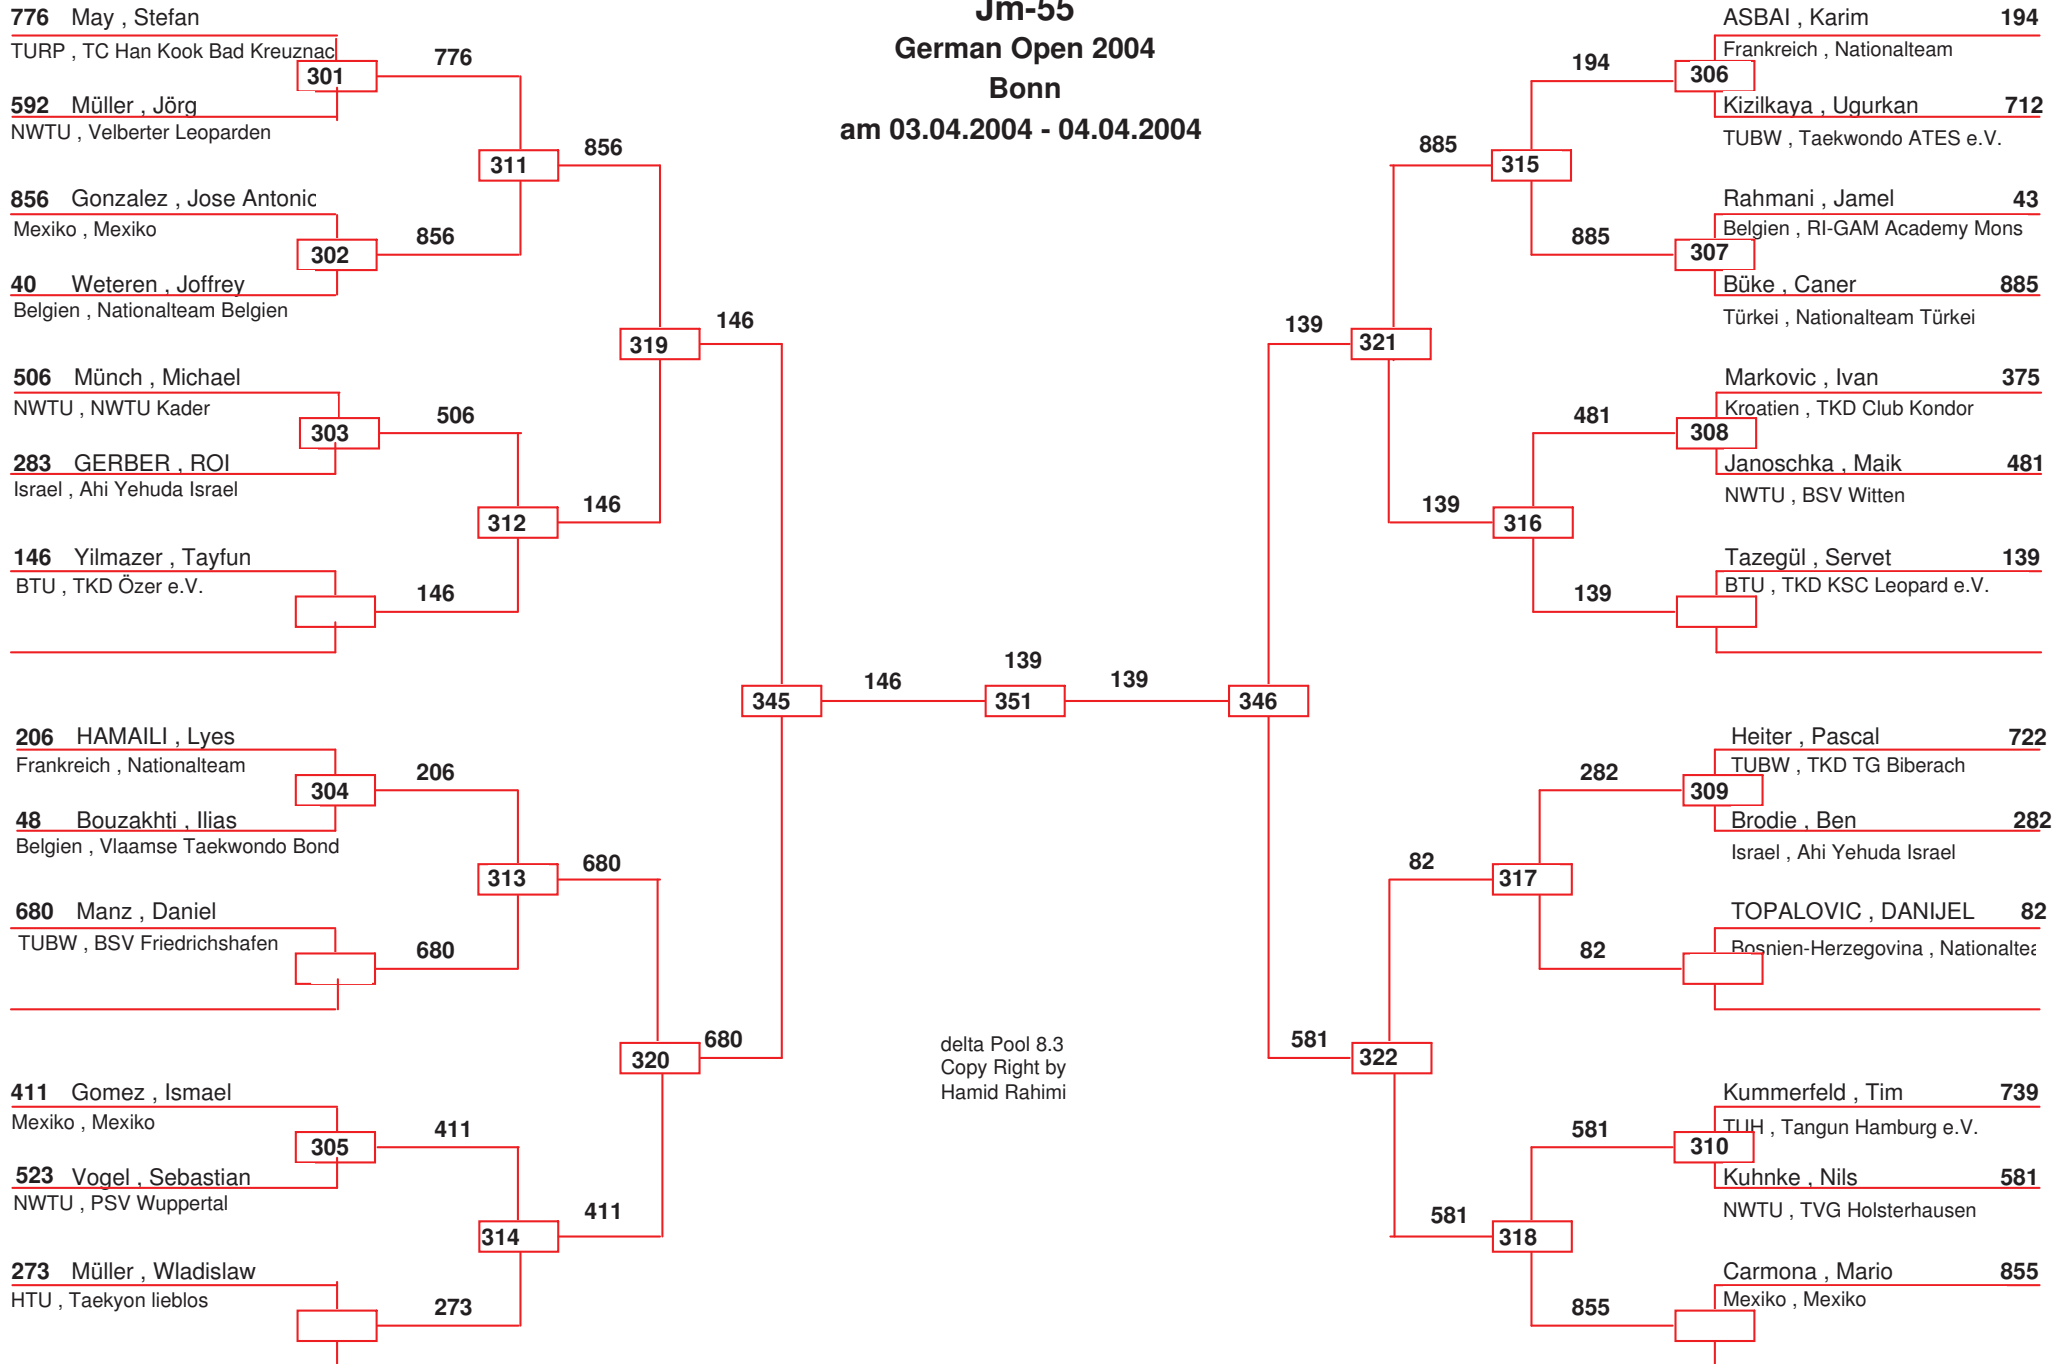 Jm-55
German Open 2004
Bonn
am 03.04.2004 - 04.04.2004
776 May , Stefan
TURP , TC Han Kook Bad Kreuznac
301
776
592 Müller , Jörg
NWTU , Velberter Leoparden
311
856
856 Gonzalez , Jose Antonio
Mexiko , Mexiko
302
856
40 Weteren , Joffrey
Belgien , Nationalteam Belgien
319
146
506 Münch , Michael
NWTU , NWTU Kader
303
506
283 GERBER , ROI
Israel , Ahi Yehuda Israel
312
146
146 Yilmazer , Tayfun
BTU , TKD Özer e.V.
146
345
146
351
139
206 HAMAILI , Lyes
Frankreich , Nationalteam
304
206
48 Bouzakhti , Ilias
Belgien , Vlaamse Taekwondo Bond
313
680
680 Manz , Daniel
TUBW , BSV Friedrichshafen
680
320
680
411 Gomez , Ismael
Mexiko , Mexiko
305
411
523 Vogel , Sebastian
NWTU , PSV Wuppertal
314
411
273 Müller , Wladislaw
HTU , Taekyon lieblos
273
delta Pool 8.3
Copy Right by
Hamid Rahimi
ASBAI , Karim 194
Frankreich , Nationalteam
194
306
Kizilkaya , Ugurkan 712
TUBW , Taekwondo ATES e.V.
885
315
Rahmani , Jamel 43
Belgien , RI-GAM Academy Mons
885
307
Büke , Caner 885
Türkei , Nationalteam Türkei
139
321
Markovic , Ivan 375
Kroatien , TKD Club Kondor
481
308
Janoschka , Maik 481
NWTU , BSV Witten
139
316
Tazegül , Servet 139
BTU , TKD KSC Leopard e.V.
139
139
346
Heiter , Pascal 722
TUBW , TKD TG Biberach
282
309
Brodie , Ben 282
Israel , Ahi Yehuda Israel
82
317
TOPALOVIC , DANIJEL 82
Bosnien-Herzegovina , Nationaltea
82
581
322
Kummerfeld , Tim 739
TUH , Tangun Hamburg e.V.
581
310
Kuhnke , Nils 581
NWTU , TVG Holsterhausen
581
318
Carmona , Mario 855
Mexiko , Mexiko
855